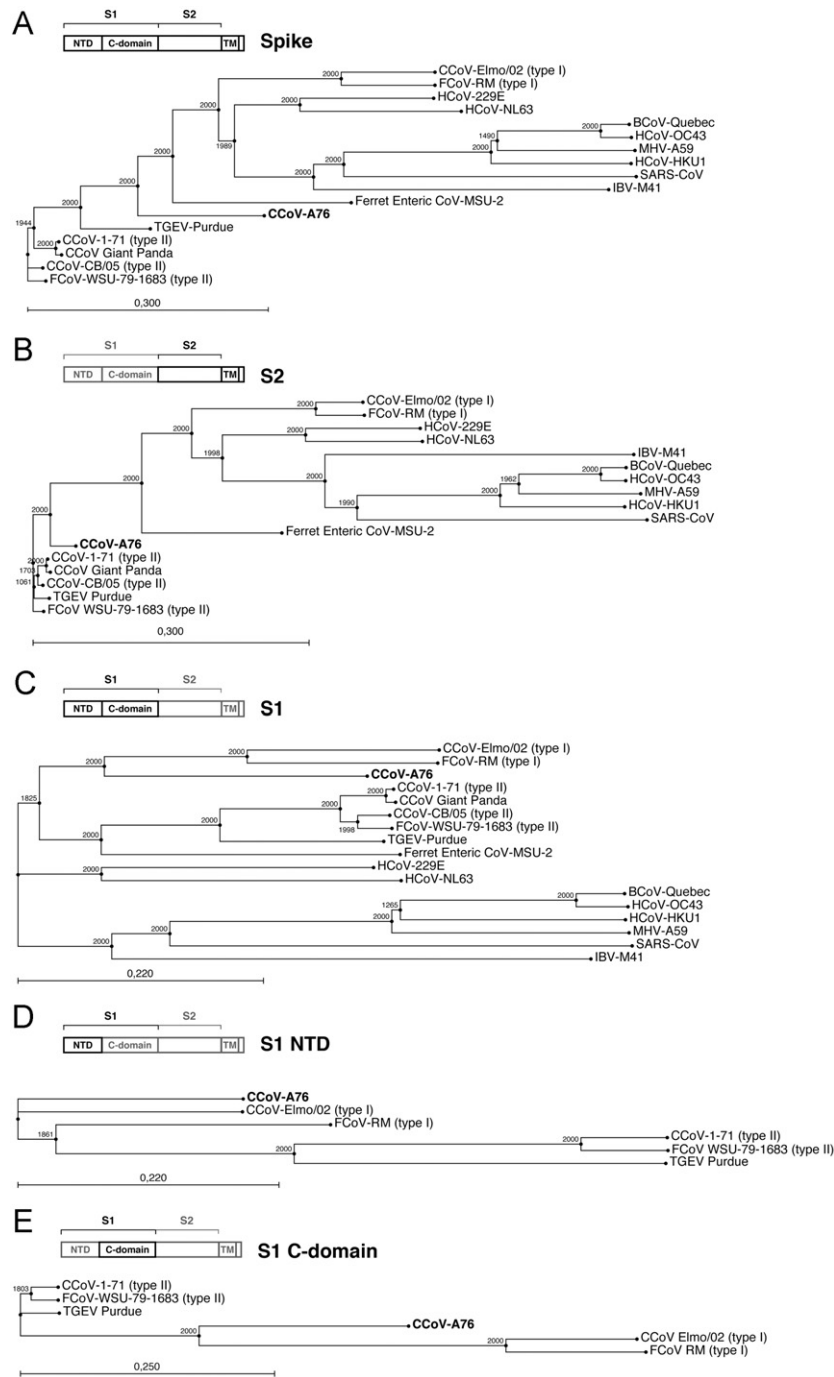 A
S1 S2
NTD C-domain TM Spike
2000 CCoV-Elmo/02 (type I)
FCoV-RM (type I)
2000
2000 HCoV-229E
HCoV-NL63
2000
1989
2000 BCoV-Quebec
HCoV-OC43
1490 MHV-A59
2000 HCoV-HKU1
2000 SARS-CoV
2000 IBV-M41
2000 Ferret Enteric CoV-MSU-2
CCoV-A76
2000 TGEV-Purdue
1944
2000 CCoV-1-71 (type II)
CCoV Giant Panda
CCoV-CB/05 (type II)
FCoV-WSU-79-1683 (type II)
0,300
B
S1 S2
NTD C-domain TM S2
2000 CCoV-Elmo/02 (type I)
FCoV-RM (type I)
2000
2000 HCoV-229E
HCoV-NL63
1998
2000 IBV-M41
2000 BCoV-Quebec
HCoV-OC43
1962 MHV-A59
2000 HCoV-HKU1
1990 SARS-CoV
2000 Ferret Enteric CoV-MSU-2
2000 CCoV-A76
2000 CCoV-1-71 (type II)
1703 CCoV Giant Panda
1061 CCoV-CB/05 (type II)
TGEV Purdue
FCoV WSU-79-1683 (type II)
0,300
C
S1 S2
NTD C-domain TM S1
2000 CCoV-Elmo/02 (type I)
FCoV-RM (type I)
2000 CCoV-A76
1825
2000 CCoV-1-71 (type II)
CCoV Giant Panda
2000
2000 CCoV-CB/05 (type II)
1998 FCoV-WSU-79-1683 (type II)
TGEV-Purdue
2000 Ferret Enteric CoV-MSU-2
2000 HCoV-229E
HCoV-NL63
2000 BCoV-Quebec
HCoV-OC43
1265 HCoV-HKU1
2000 MHV-A59
2000 SARS-CoV
2000 IBV-M41
0,220
D
S1 S2
NTD C-domain TM S1 NTD
CCoV-A76
CCoV-Elmo/02 (type I)
FCoV-RM (type I)
1861
2000 CCoV-1-71 (type II)
FCoV WSU-79-1683 (type II)
2000 TGEV Purdue
0,220
E
S1 S2
NTD C-domain TM S1 C-domain
1803 CCoV-1-71 (type II)
FCoV-WSU-79-1683 (type II)
TGEV Purdue
CCoV-A76
2000
2000 CCoV Elmo/02 (type I)
FCoV RM (type I)
0,250